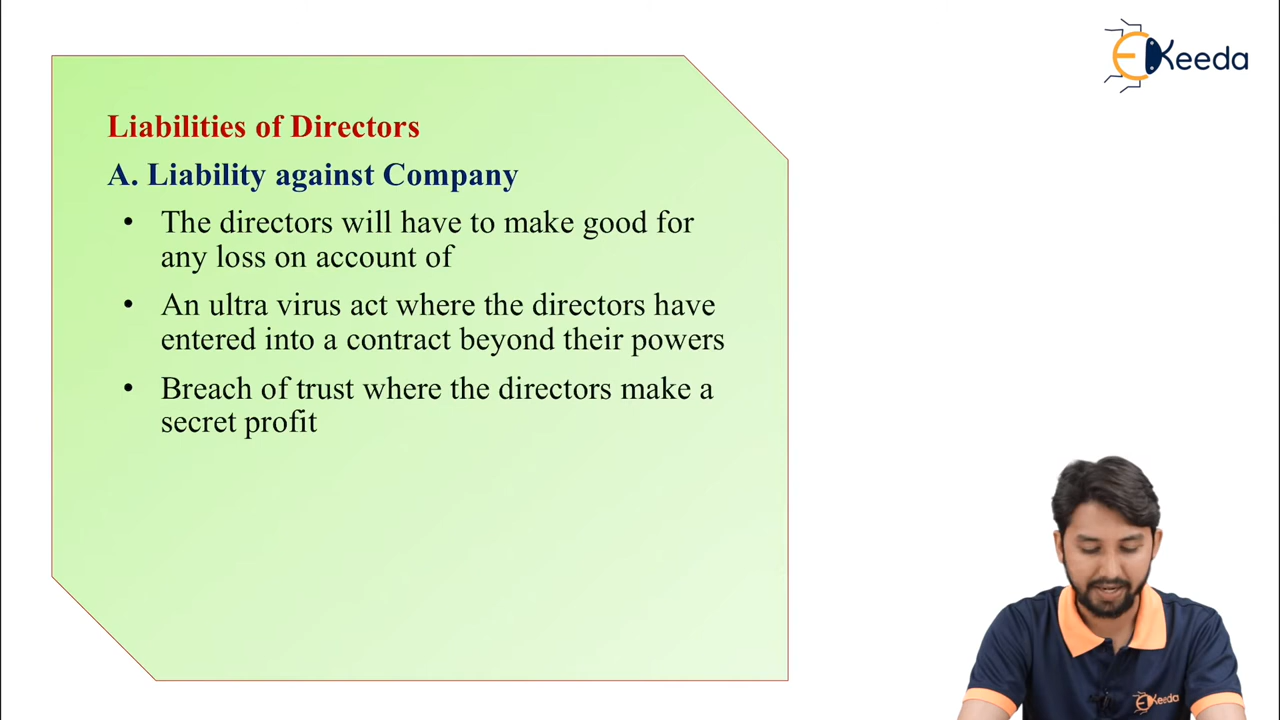 EKeeda
Liabilities of Directors
A. Liability against Company
• The directors will have to make good for
any loss on account of
• An ultra virus act where the directors have
entered into a contract beyond their powers
• Breach of trust where the directors make a
secret profit
EKeeda